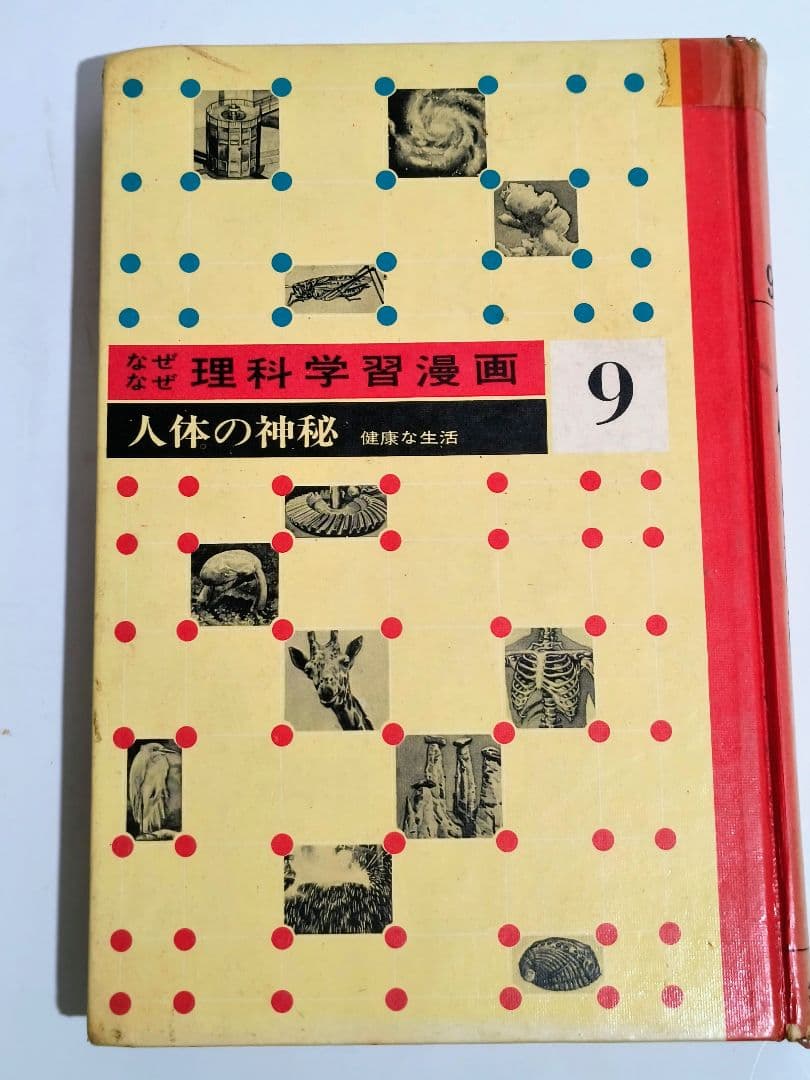 なぜなぜ 理科学習漫画
9
人体の神秘 健康な生活